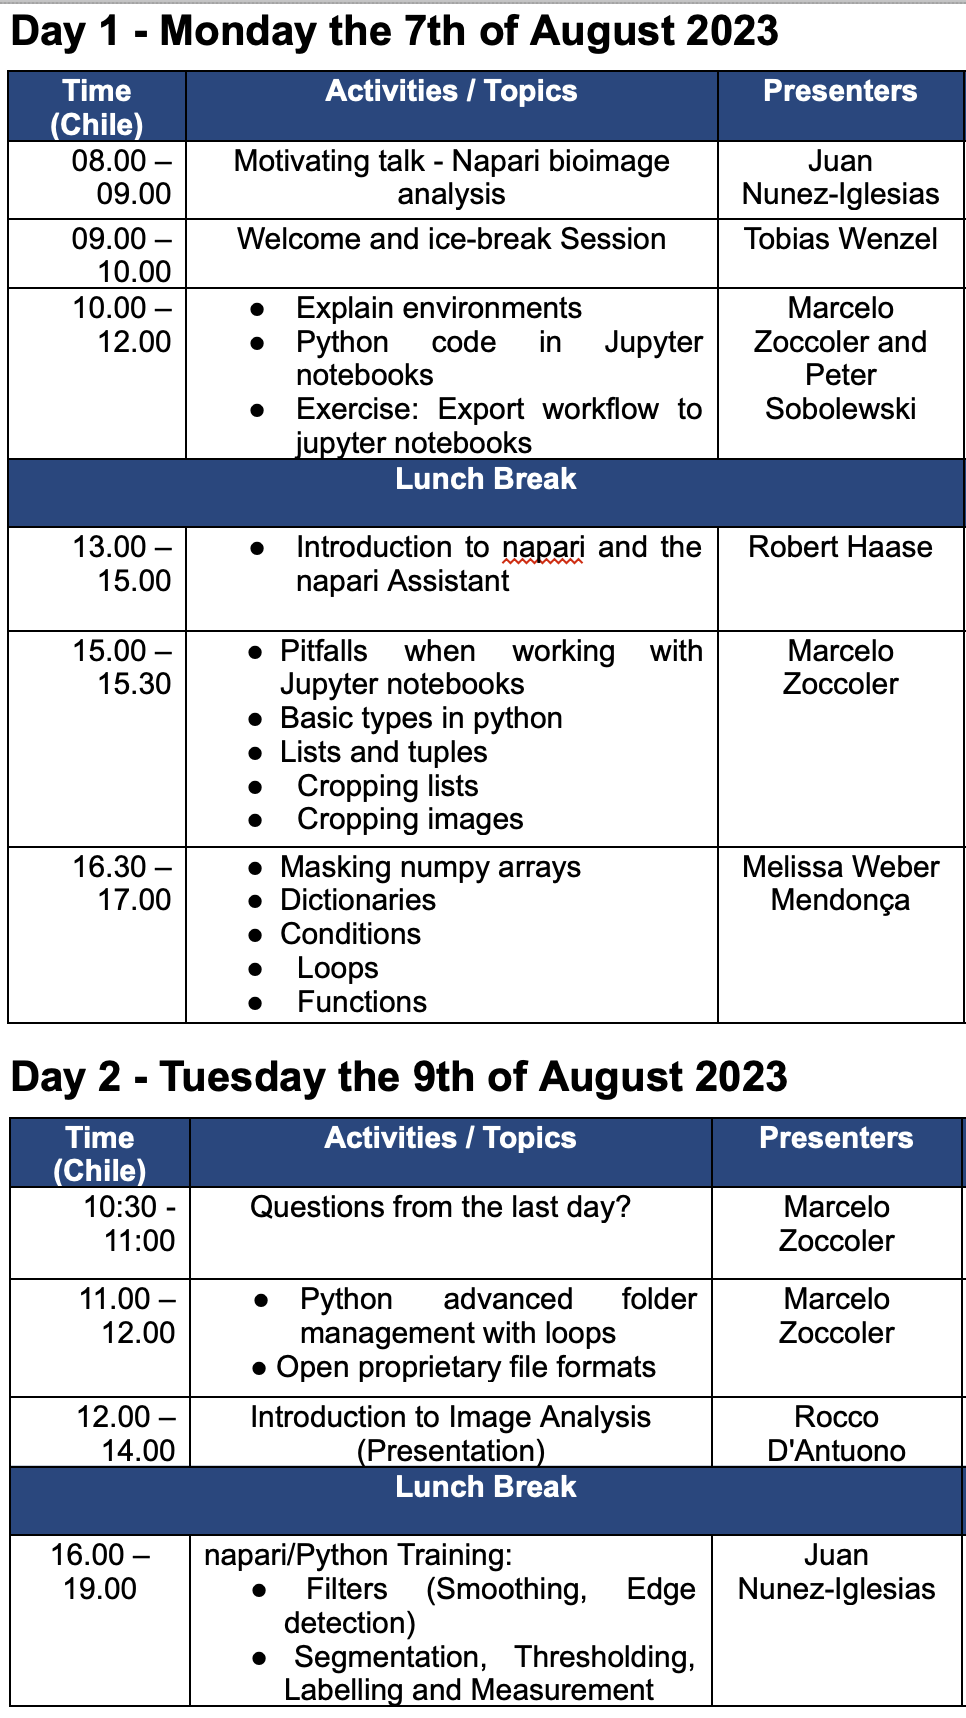 Day 1 - Monday the 7th of August 2023
Time
(Chile)
Activities / Topics
Presenters
08.00 –
09.00
Motivating talk - Napari bioimage
analysis
Juan
Nunez-Iglesias
09.00 –
10.00
Welcome and ice-break Session
Tobias Wenzel
10.00 –
12.00
● Explain environments
● Python code in Jupyter
notebooks
● Exercise: Export workflow to
jupyter notebooks
Marcelo
Zoccoler and
Peter
Sobolewski
Lunch Break
13.00 –
15.00
● Introduction to napari and the
napari Assistant
Robert Haase
15.00 –
15.30
● Pitfalls when working with
Jupyter notebooks
● Basic types in python
● Lists and tuples
● Cropping lists
● Cropping images
Marcelo
Zoccoler
16.30 –
17.00
● Masking numpy arrays
● Dictionaries
● Conditions
● Loops
● Functions
Melissa Weber
Mendonça
Day 2 - Tuesday the 9th of August 2023
Time
(Chile)
Activities / Topics
Presenters
10:30 -
11:00
Questions from the last day?
Marcelo
Zoccoler
11.00 –
12.00
● Python advanced folder
management with loops
● Open proprietary file formats
Marcelo
Zoccoler
12.00 –
14.00
Introduction to Image Analysis
(Presentation)
Rocco
D'Antuono
Lunch Break
16.00 –
19.00
napari/Python Training:
● Filters (Smoothing, Edge
detection)
● Segmentation, Thresholding,
Labelling and Measurement
Juan
Nunez-Iglesias